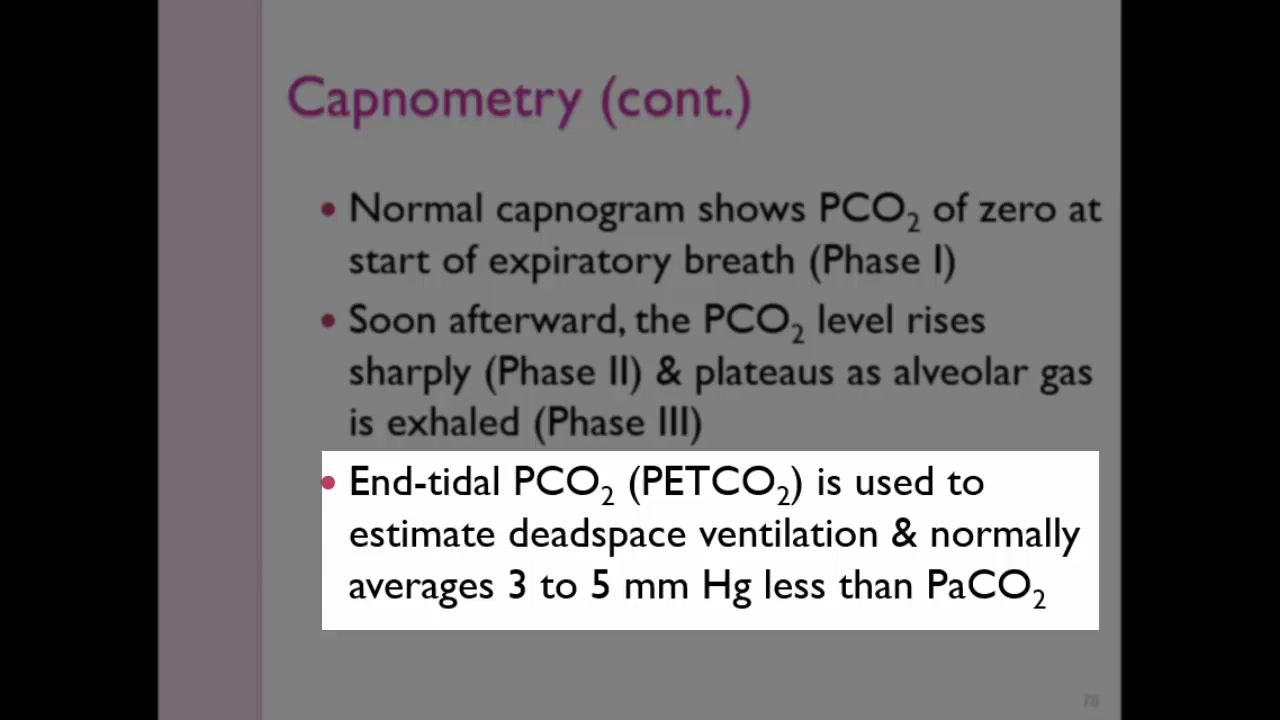 Capnometry (cont.)
• Normal capnogram shows PCO₂ of zero at
start of expiratory breath (Phase I)
• Soon afterward, the PCO₂ level rises
sharply (Phase II) & plateaus as alveolar gas
is exhaled (Phase III)
• End-tidal PCO₂ (PETCO₂) is used to
estimate deadspace ventilation & normally
averages 3 to 5 mm Hg less than PaCO₂